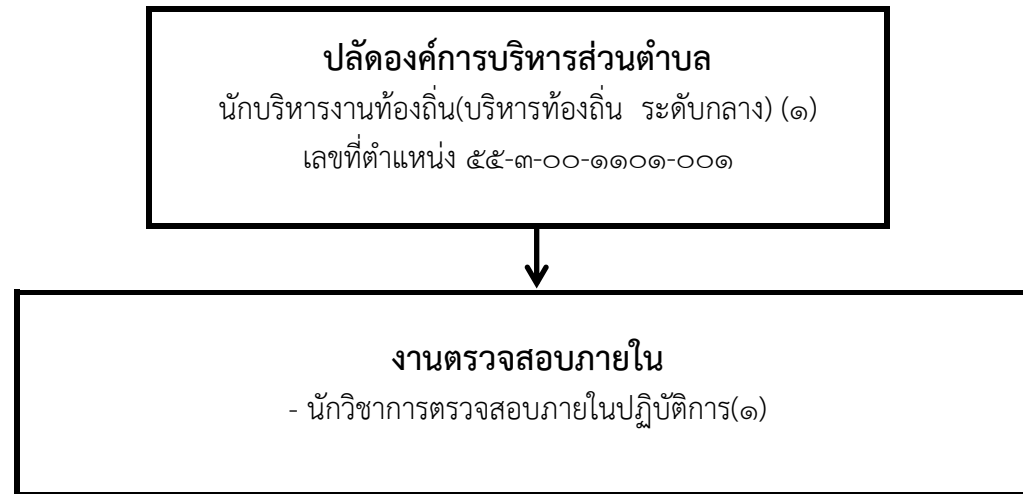 ปลัดองค์การบริหารส่วนตำบล
นักบริหารงานท้องถิ่น(บริหารท้องถิ่น ระดับกลาง) (๑)
เลขที่ตำแหน่ง ๕๕-๓-๐๐-๑๑๐๑-๐๐๑
งานตรวจสอบภายใน
- นักวิชาการตรวจสอบภายในปฏิบัติการ(๑)